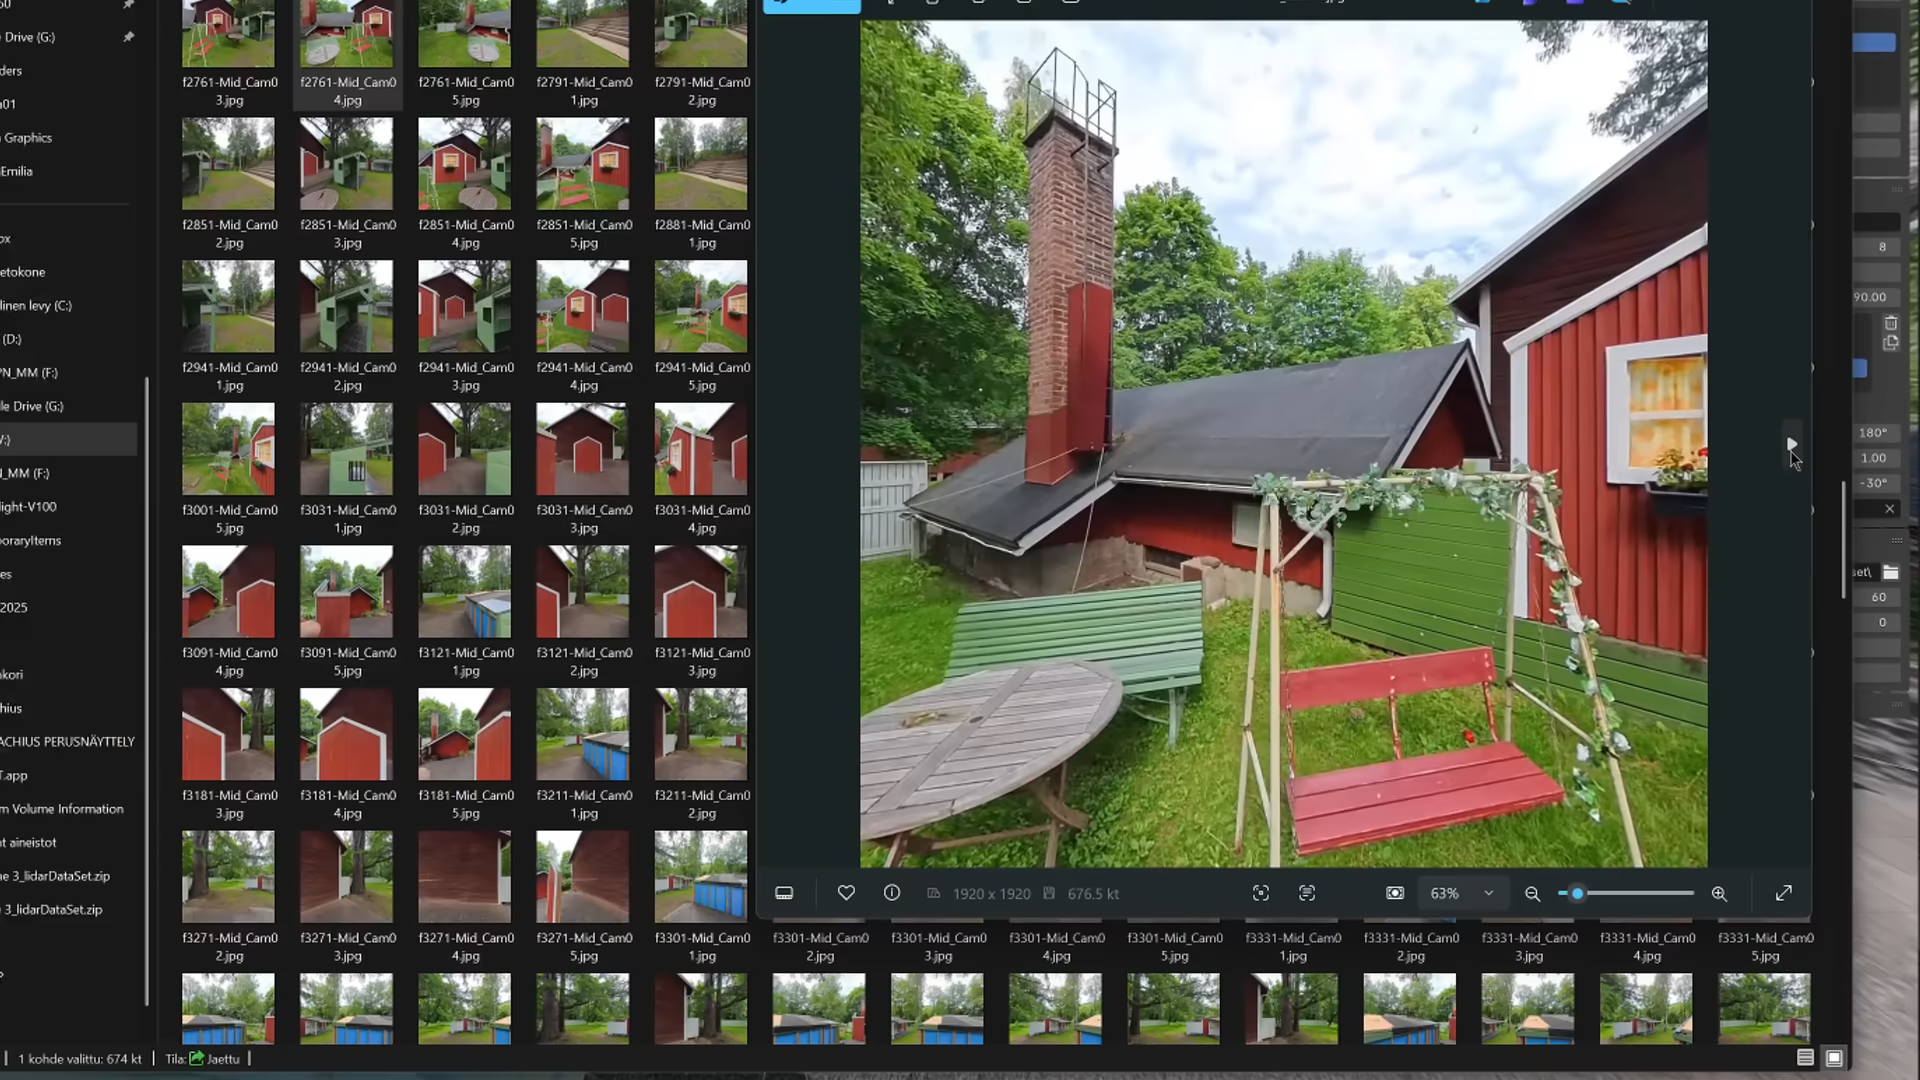 Drive (G:)
ders
a01
Graphics
Emilia
ox
etokone
linen levy (C:)
(D:)
PN_MM (F:)
le Drive (G:)
/:)
N_MM (F:)
light-V100
poraryItems
es
2025
nkori
hius
ACHIUS PERUSNÄYTTELY
T.app
m Volume Information
t aineistot
ne 3_lidarDataSet.zip
3_lidarDataSet.zip
f2761-Mid_Cam0
3.jpg
f2761-Mid_Cam0
4.jpg
f2761-Mid_Cam0
5.jpg
f2791-Mid_Cam0
1.jpg
f2791-Mid_Cam0
2.jpg
f2851-Mid_Cam0
2.jpg
f2851-Mid_Cam0
3.jpg
f2851-Mid_Cam0
4.jpg
f2851-Mid_Cam0
5.jpg
f2881-Mid_Cam0
1.jpg
f2941-Mid_Cam0
1.jpg
f2941-Mid_Cam0
2.jpg
f2941-Mid_Cam0
3.jpg
f2941-Mid_Cam0
4.jpg
f2941-Mid_Cam0
5.jpg
f3001-Mid_Cam0
5.jpg
f3031-Mid_Cam0
1.jpg
f3031-Mid_Cam0
2.jpg
f3031-Mid_Cam0
3.jpg
f3031-Mid_Cam0
4.jpg
f3091-Mid_Cam0
4.jpg
f3091-Mid_Cam0
5.jpg
f3121-Mid_Cam0
1.jpg
f3121-Mid_Cam0
2.jpg
f3121-Mid_Cam0
3.jpg
f3181-Mid_Cam0
3.jpg
f3181-Mid_Cam0
4.jpg
f3181-Mid_Cam0
5.jpg
f3211-Mid_Cam0
1.jpg
f3211-Mid_Cam0
2.jpg
f3271-Mid_Cam0
2.jpg
f3271-Mid_Cam0
3.jpg
f3271-Mid_Cam0
4.jpg
f3271-Mid_Cam0
5.jpg
f3301-Mid_Cam0
1.jpg
f3301-Mid_Cam0
2.jpg
f3301-Mid_Cam0
3.jpg
f3301-Mid_Cam0
4.jpg
f3301-Mid_Cam0
5.jpg
f3331-Mid_Cam0
1.jpg
f3331-Mid_Cam0
2.jpg
f3331-Mid_Cam0
3.jpg
f3331-Mid_Cam0
4.jpg
f3331-Mid_Cam0
5.jpg
1920 x 1920 676.5 kt
63%
8
90.00
180°
1.00
-30°
set\
60
0
1 kohde valittu: 674 kt Tila: Jaettu